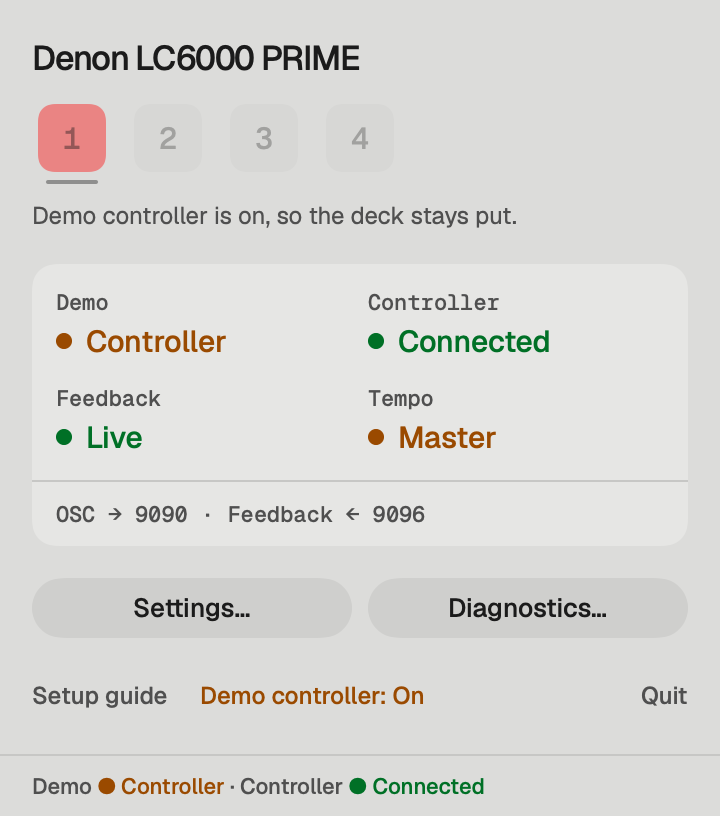 Denon LC6000 PRIME
1 2 3 4
Demo controller is on, so the deck stays put.
Demo Controller
Controller Connected
Feedback Tempo
Live Master
OSC → 9090 · Feedback ← 9096
Settings… Diagnostics…
Setup guide Demo controller: On Quit
Demo Controller · Controller Connected